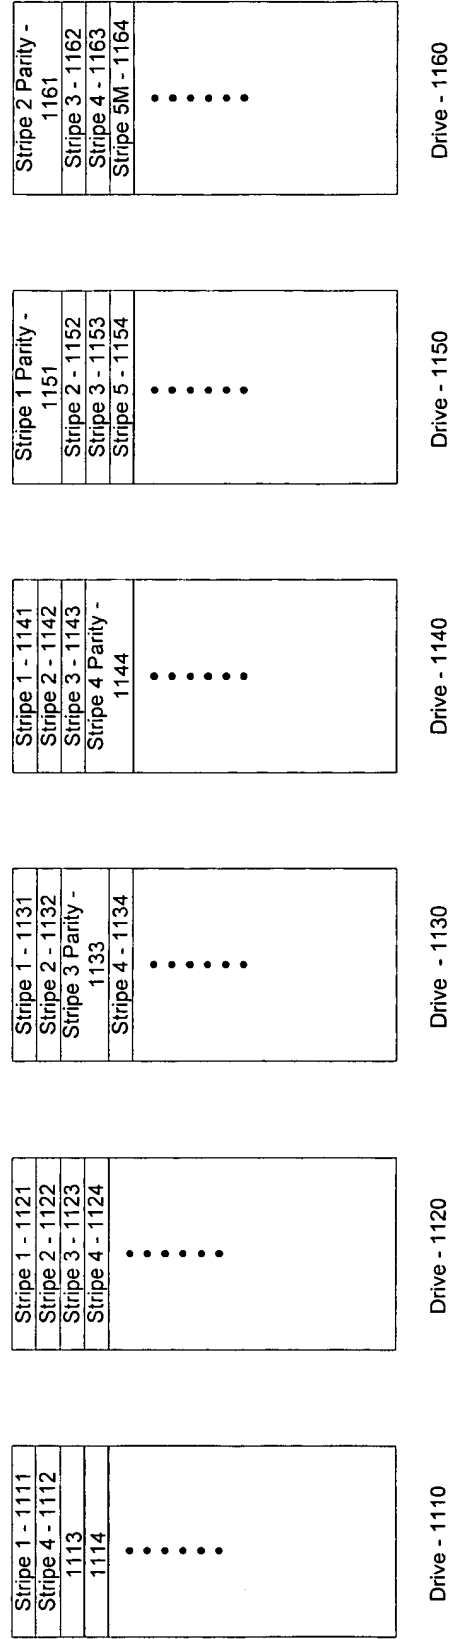 Stripe 1 - 1111
Stripe 4 - 1112
1113
1114
Drive - 1110
Stripe 1 - 1121
Stripe 2 - 1122
Stripe 3 - 1123
Stripe 4 - 1124
Drive - 1120
Stripe 1 - 1131
Stripe 2 - 1132
Stripe 3 Parity -
1133
Stripe 4 - 1134
Drive - 1130
Stripe 1 - 1141
Stripe 2 - 1142
Stripe 3 - 1143
Stripe 4 Parity -
1144
Drive - 1140
Stripe 1 Parity -
1151
Stripe 2 - 1152
Stripe 3 - 1153
Stripe 5 - 1154
Drive - 1150
Stripe 2 Parity -
1161
Stripe 3 - 1162
Stripe 4 - 1163
Stripe 5M - 1164
Drive - 1160